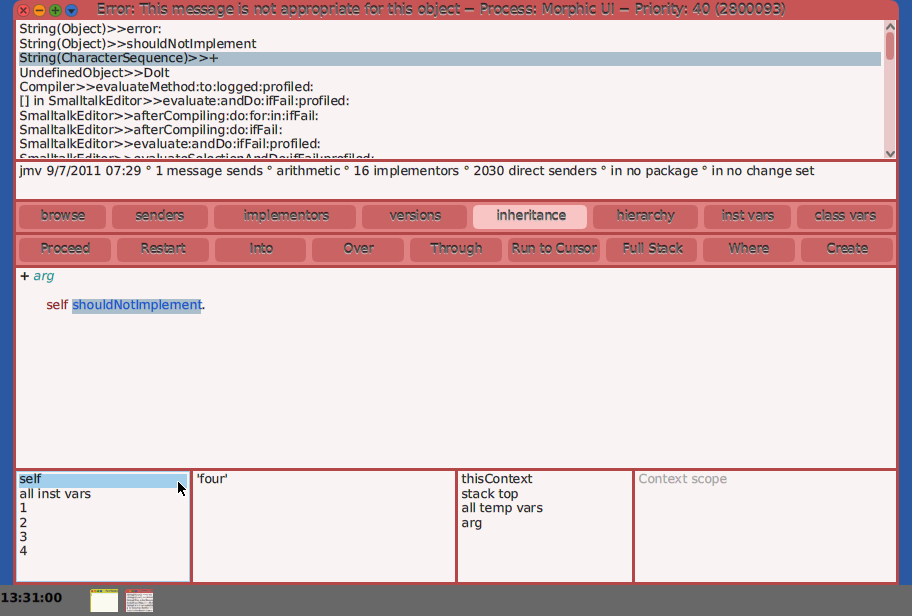 Error: This message is not appropriate for this object — Process: Morphic UI — Priority: 40 (2800093)
String(Object)>>error:
String(Object)>>shouldNotImplement
String(CharacterSequence)>>+
UndefinedObject>>DoIt
Compiler>>evaluateMethod:to:logged:profiled:
[] in SmalltalkEditor>>evaluate:andDo:ifFail:profiled:
SmalltalkEditor>>afterCompiling:do:for:in:ifFail:
SmalltalkEditor>>afterCompiling:do:ifFail:
SmalltalkEditor>>evaluate:andDo:ifFail:profiled:
SmalltalkEditor>>evaluateSelectionAndDo:ifFail:profiled:
jmv 9/7/2011 07:29 ° 1 message sends ° arithmetic ° 16 implementors ° 2030 direct senders ° in no package ° in no change set
browse senders implementors versions inheritance hierarchy inst vars class vars
Proceed Restart Into Over Through Run to Cursor Full Stack Where Create
+ arg
self shouldNotImplement.
self
all inst vars
1
2
3
4
'four'
thisContext
stack top
all temp vars
arg
Context scope
13:31:00